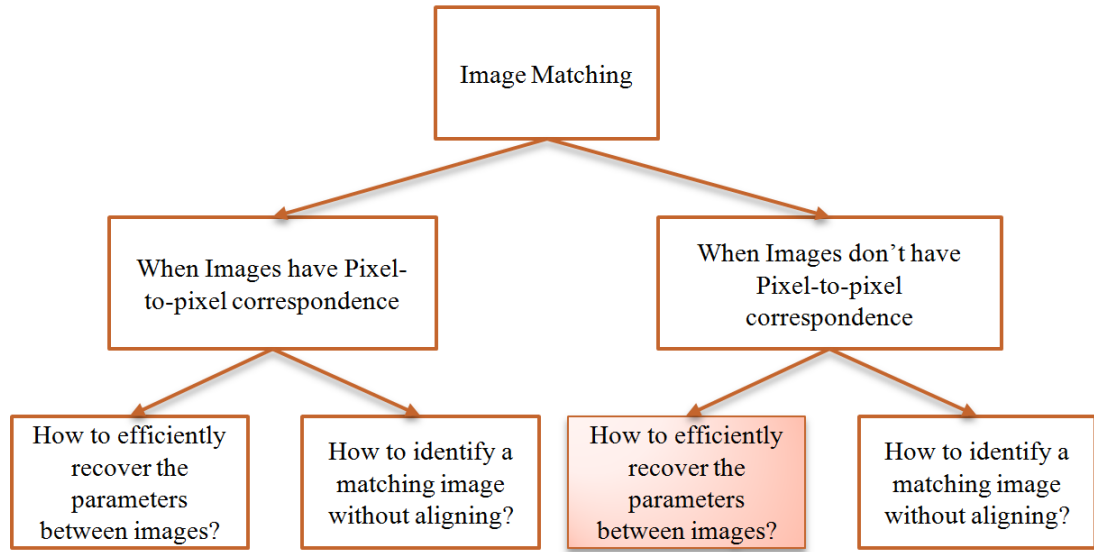 Image Matching
When Images have Pixel-
to-pixel correspondence
When Images don’t have
Pixel-to-pixel
correspondence
How to efficiently
recover the
parameters
between images?
How to identify a
matching image
without aligning?
How to efficiently
recover the
parameters
between images?
How to identify a
matching image
without aligning?